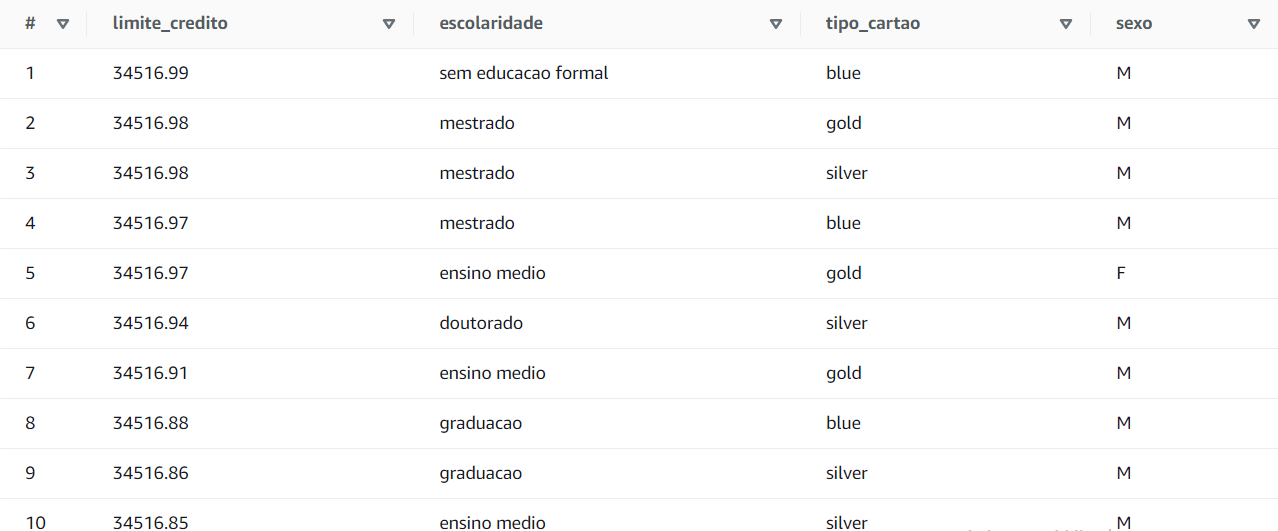 # limite_credito escolaridade tipo_cartao sexo
1 34516.99 sem educacao formal blue M
2 34516.98 mestrado gold M
3 34516.98 mestrado silver M
4 34516.97 mestrado blue M
5 34516.97 ensino medio gold F
6 34516.94 doutorado silver M
7 34516.91 ensino medio gold M
8 34516.88 graduacao blue M
9 34516.86 graduacao silver M
10 34516.85 ensino medio silver M